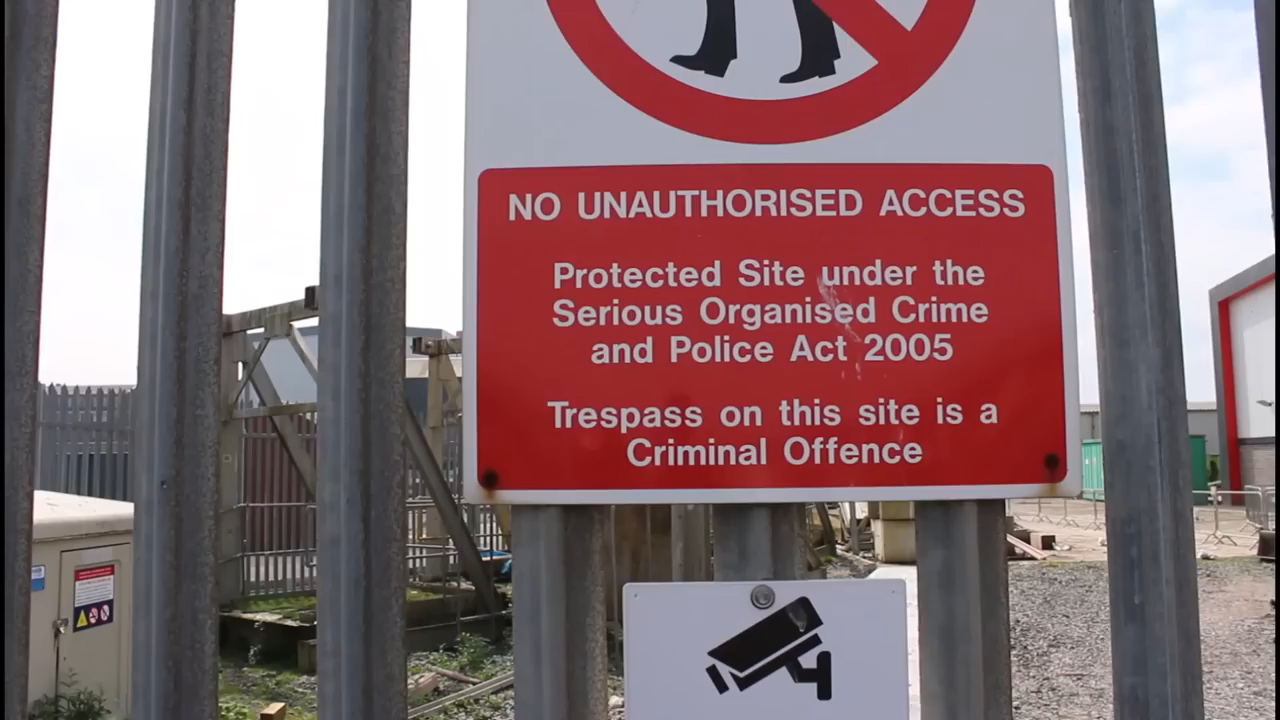 NO UNAUTHORISED ACCESS
Protected Site under the
Serious Organised Crime
and Police Act 2005
Trespass on this site is a
Criminal Offence